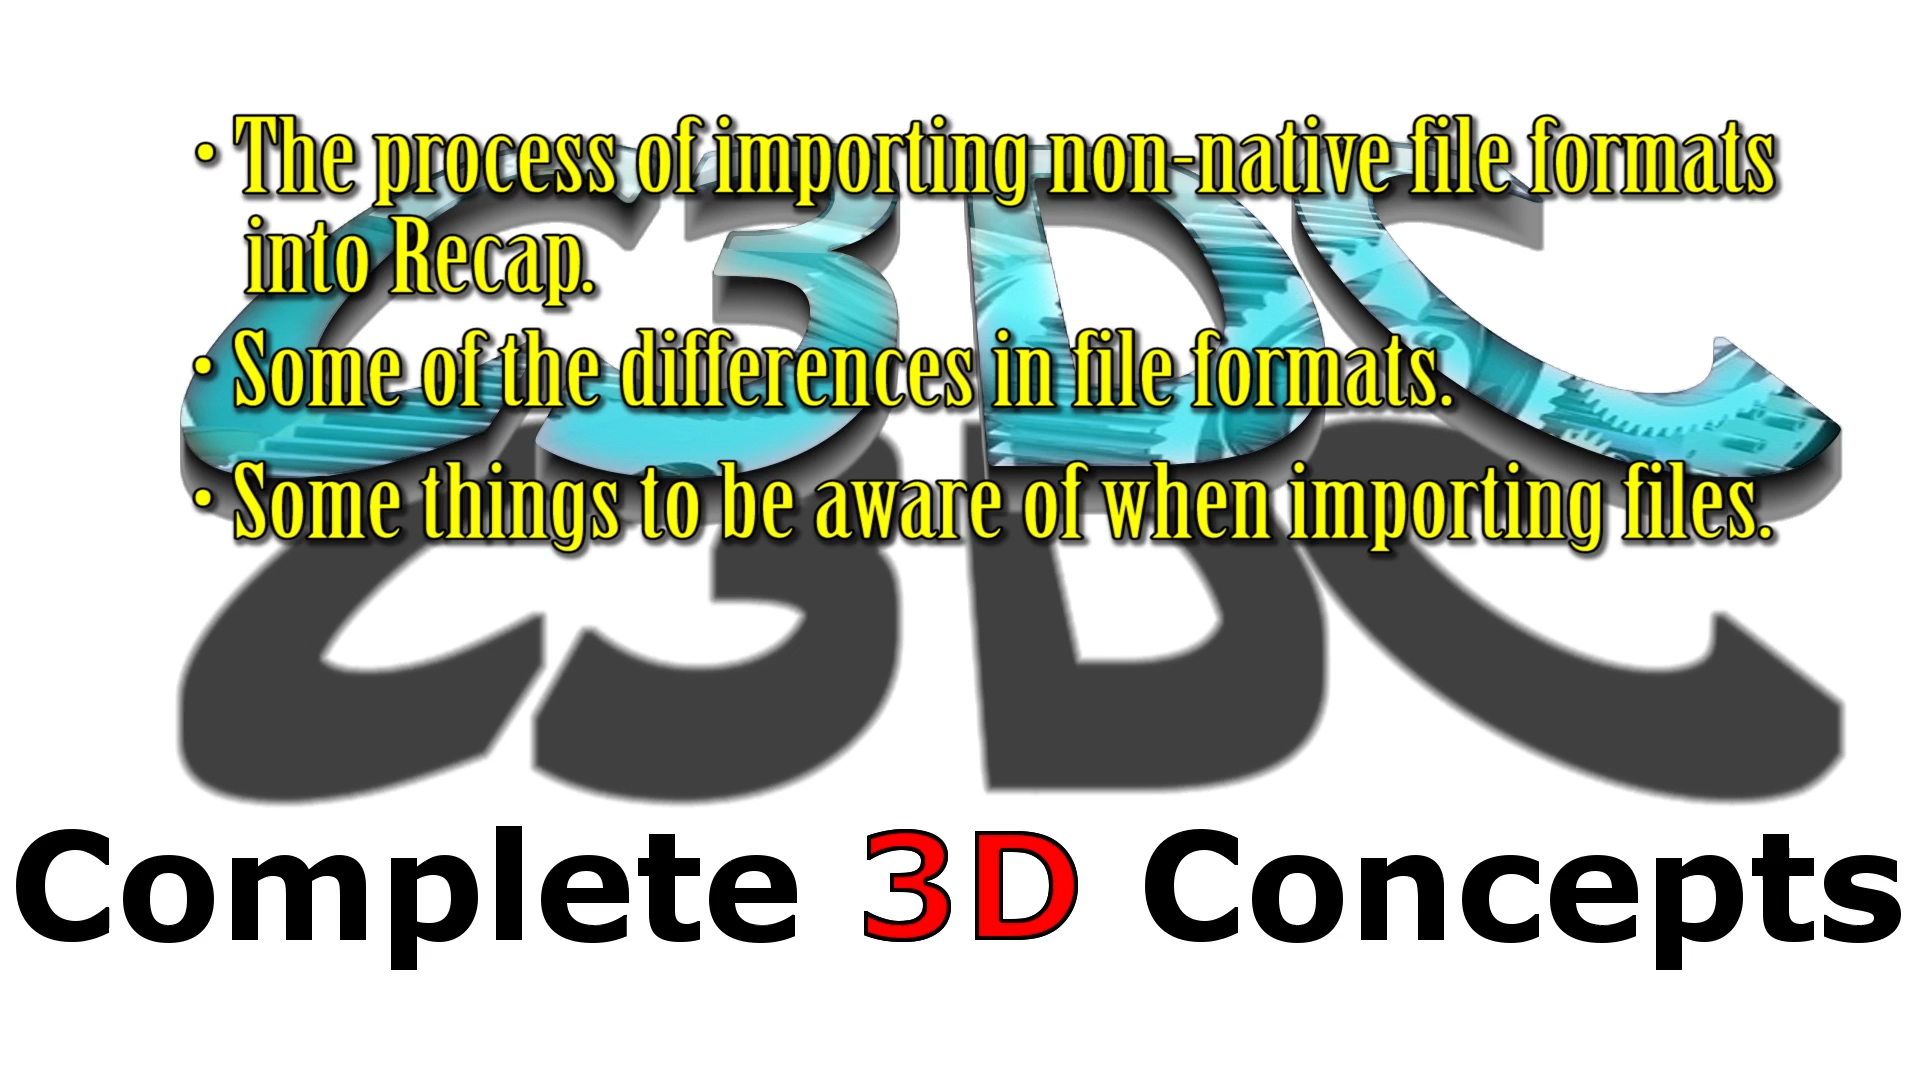 • The process of importing non-native file formats
into Recap.
• Some of the differences in file formats.
• Some things to be aware of when importing files.
C3DC
Complete 3D Concepts